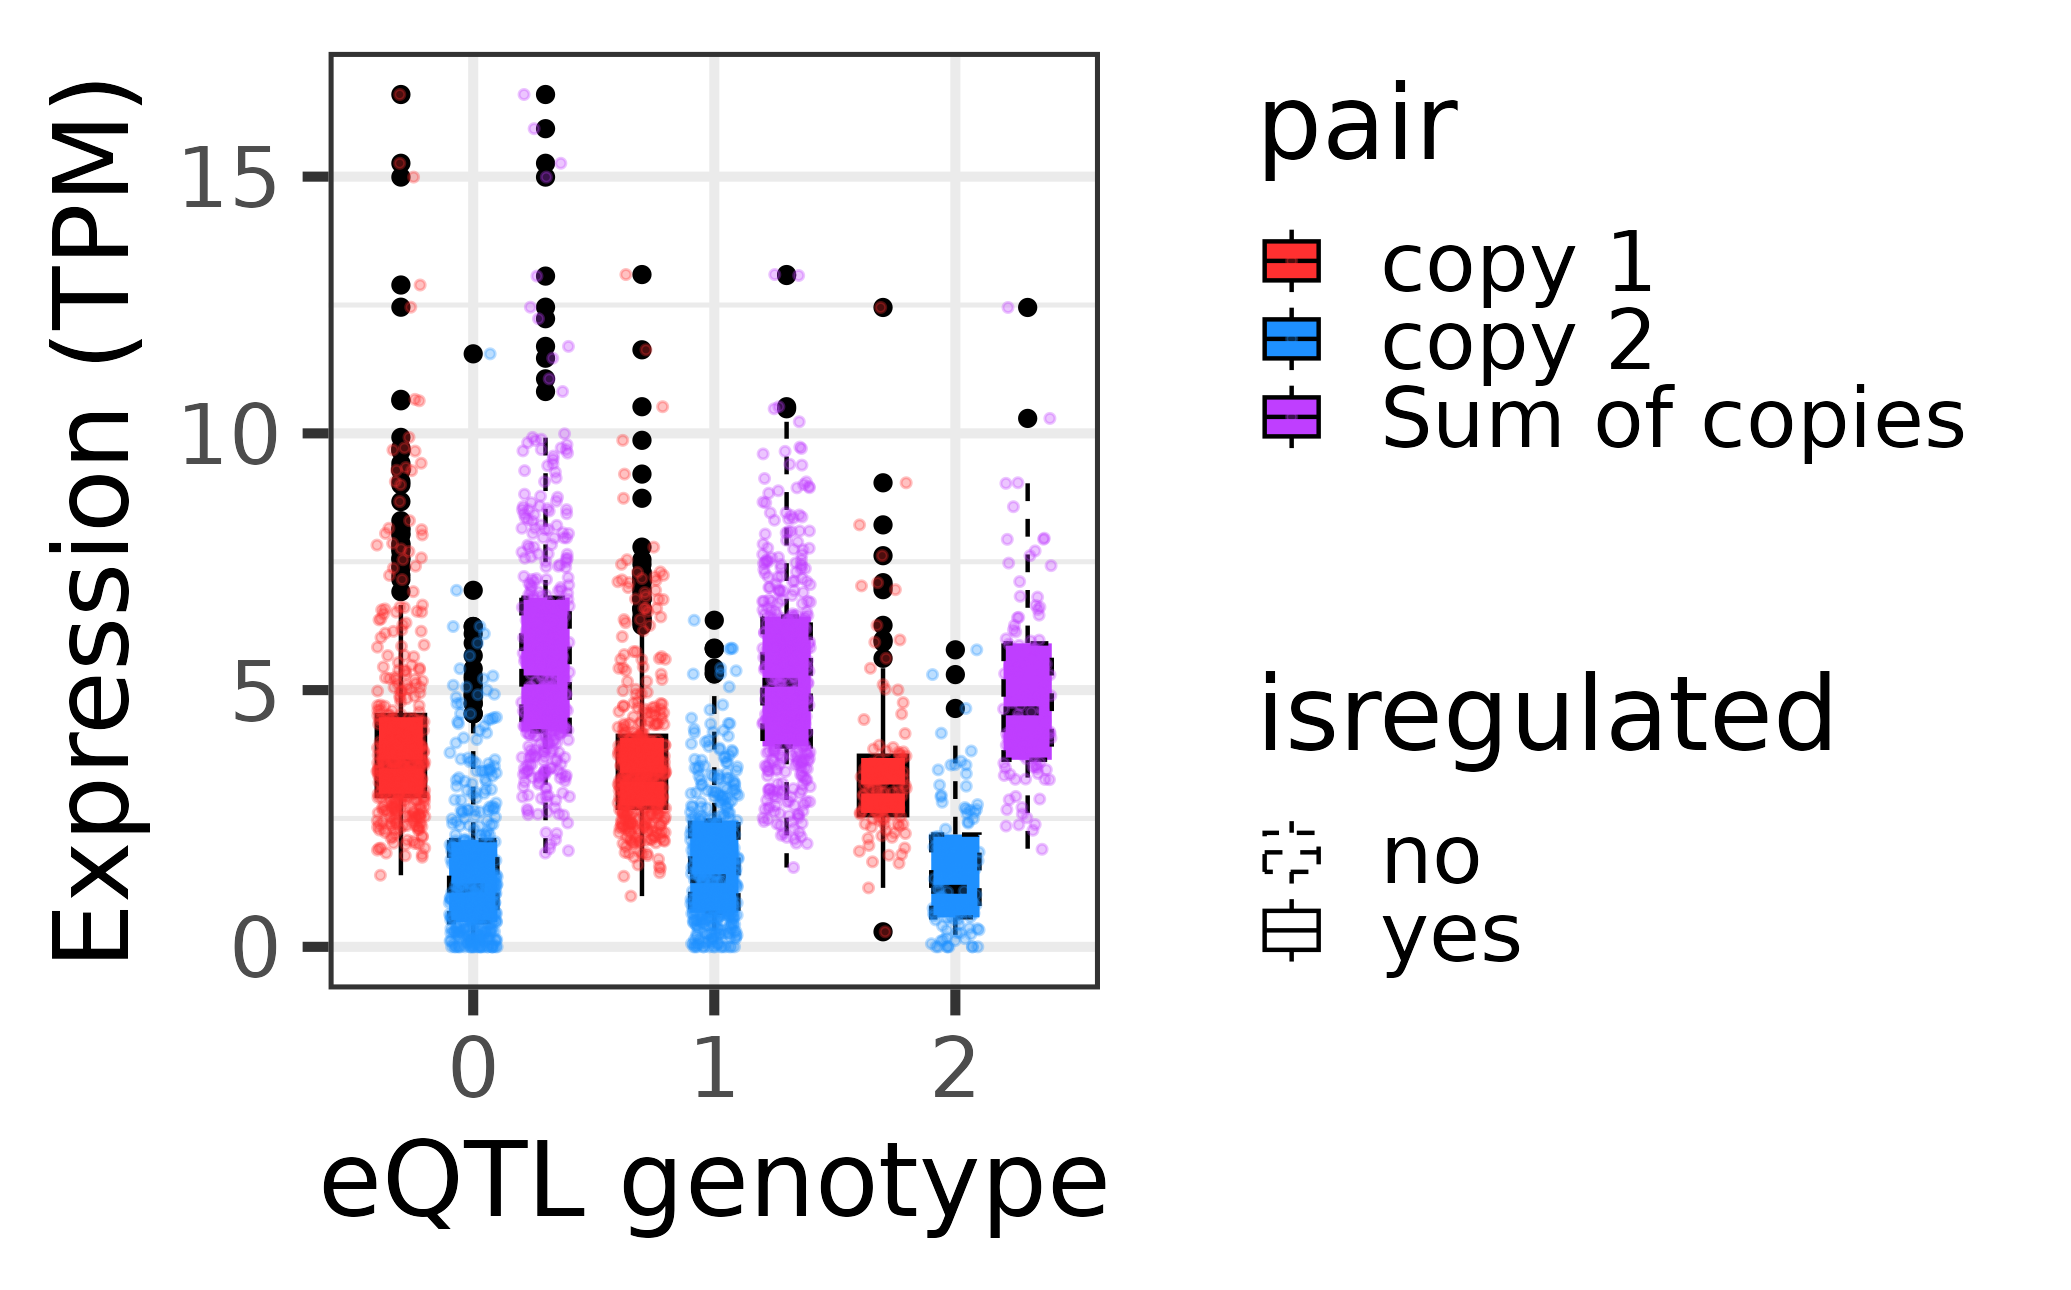 Expression (TPM)
15
10
5
0
0 1 2
eQTL genotype
pair
copy 1
copy 2
Sum of copies
isregulated
no
yes